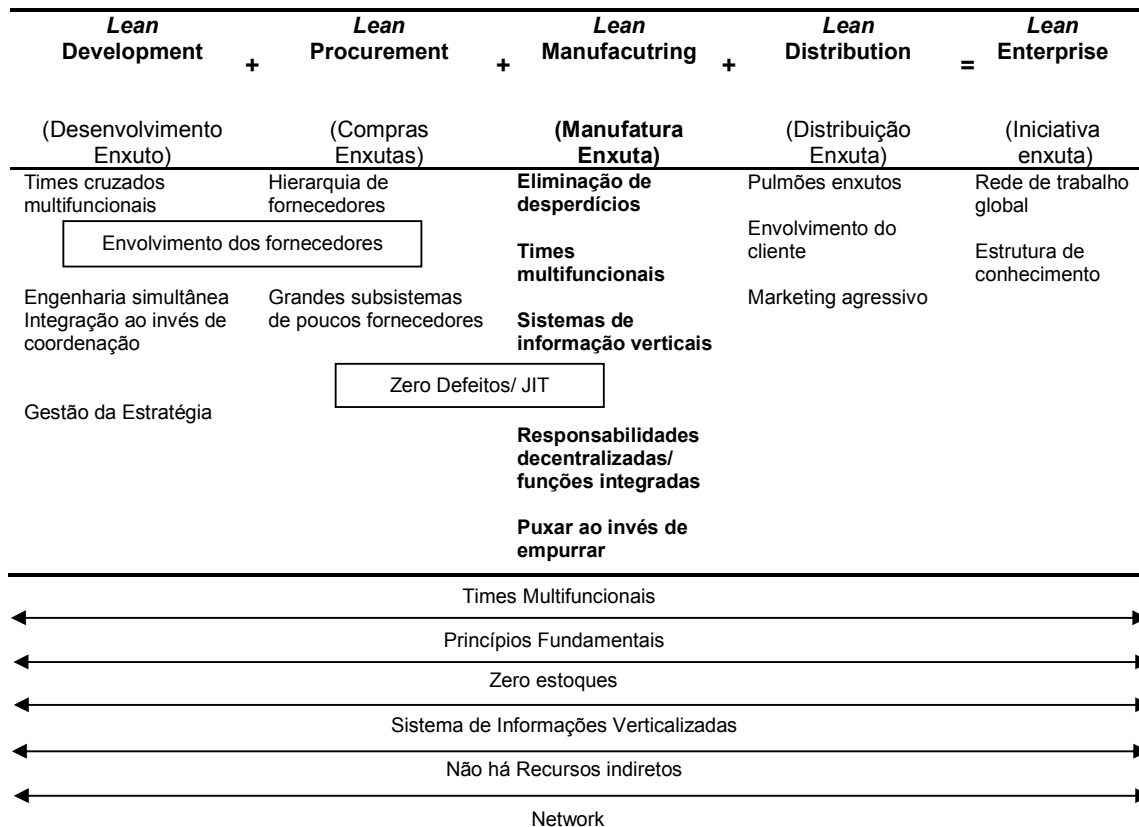 Lean
Development
+
Lean
Procurement
+
Lean
Manufacutring
+
Lean
Distribution
=
Lean
Enterprise
(Desenvolvimento
Enxuto)
(Compras
Enxutas)
(Manufatura
Enxuta)
(Distribuição
Enxuta)
(Iniciativa
enxuta)
Times cruzados
multifuncionais
Envolvimento dos fornecedores
Engenharia simultânea
Integração ao invés de
coordenação
Gestão da Estratégia
Hierarquia de
fornecedores
Grandes subsistemas
de poucos fornecedores
Zero Defeitos/ JIT
Eliminação de
desperdícios
Times
multifuncionais
Sistemas de
informação verticais
Responsabilidades
decentralizadas/
funções integradas
Puxar ao invés de
empurrar
Pulmões enxutos
Envolvimento do
cliente
Marketing agressivo
Rede de trabalho
global
Estrutura de
conhecimento
Times Multifuncionais
Princípios Fundamentais
Zero estoques
Sistema de Informações Verticalizadas
Não há Recursos indiretos
Network